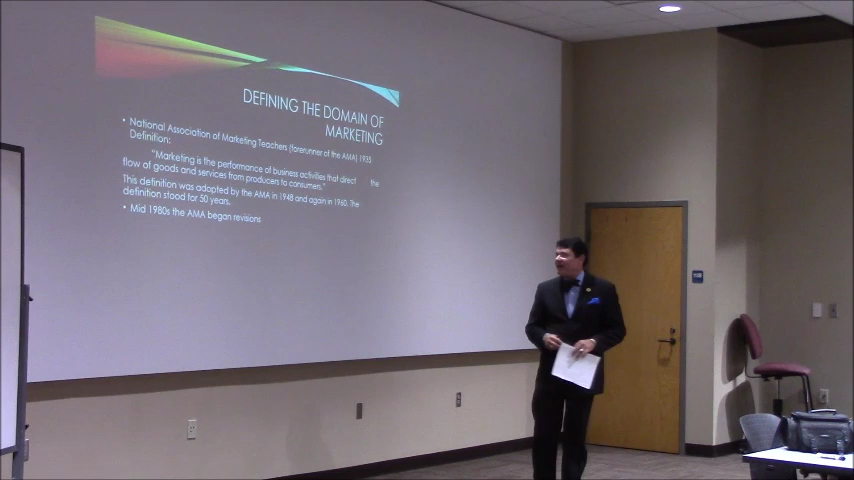 DEFINING THE DOMAIN OF
MARKETING
• National Association of Marketing Teachers (forerunner of the AMA) 1935
Definition:
"Marketing is the performance of business activities that direct the
flow of goods and services from producers to consumers."
This definition was adopted by the AMA in 1948 and again in 1960. The
definition stood for 50 years.
• Mid 1980s the AMA began revisions